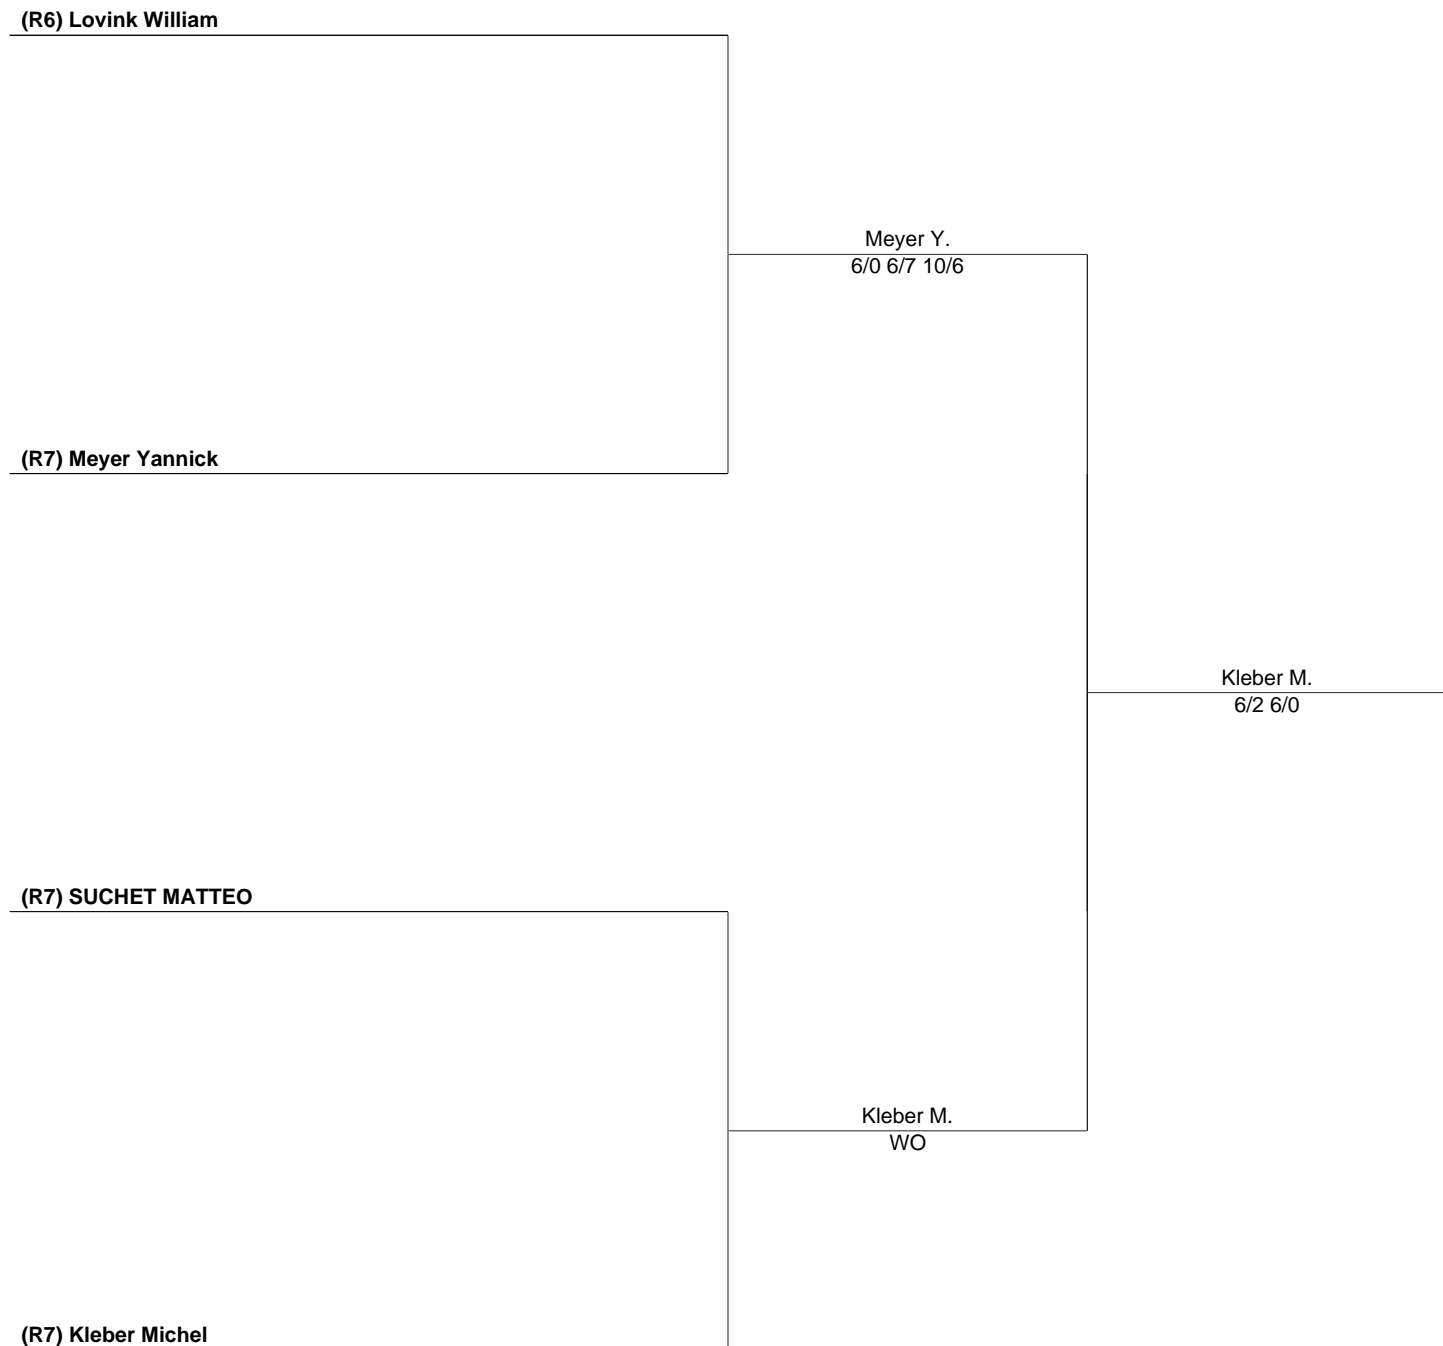 (R6) Lovink William
Meyer Y.
6/0 6/7 10/6
(R7) Meyer Yannick
Kleber M.
6/2 6/0
(R7) SUCHET MATTEO
Kleber M.
WO
(R7) Kleber Michel